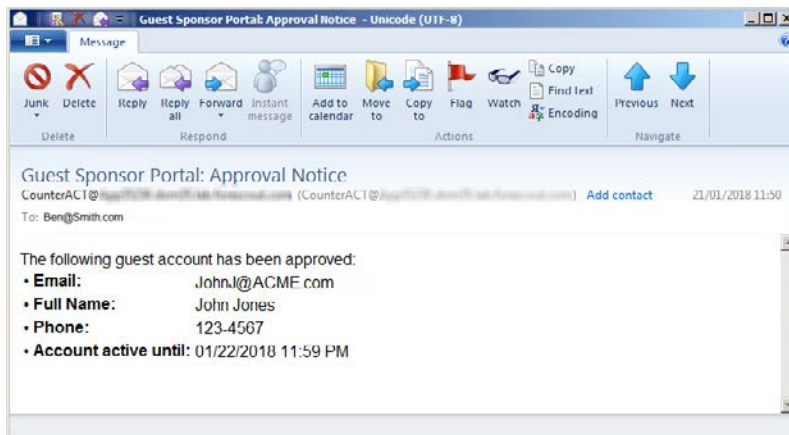 Guest Sponsor Portal: Approval Notice - Unicode (UTF-8)
Message
Junk Delete Reply Reply all Forward Instant message Add to calendar Move to Copy to Flag Watch Copy Find text Encoding Previous Next
Delete Respond Actions Navigate
Guest Sponsor Portal: Approval Notice
CounterACT@ (CounterACT@ ) Add contact 21/01/2018 11:50
To: Ben@Smith.com
The following guest account has been approved:
• Email: JohnJ@ACME.com
• Full Name: John Jones
• Phone: 123-4567
• Account active until: 01/22/2018 11:59 PM